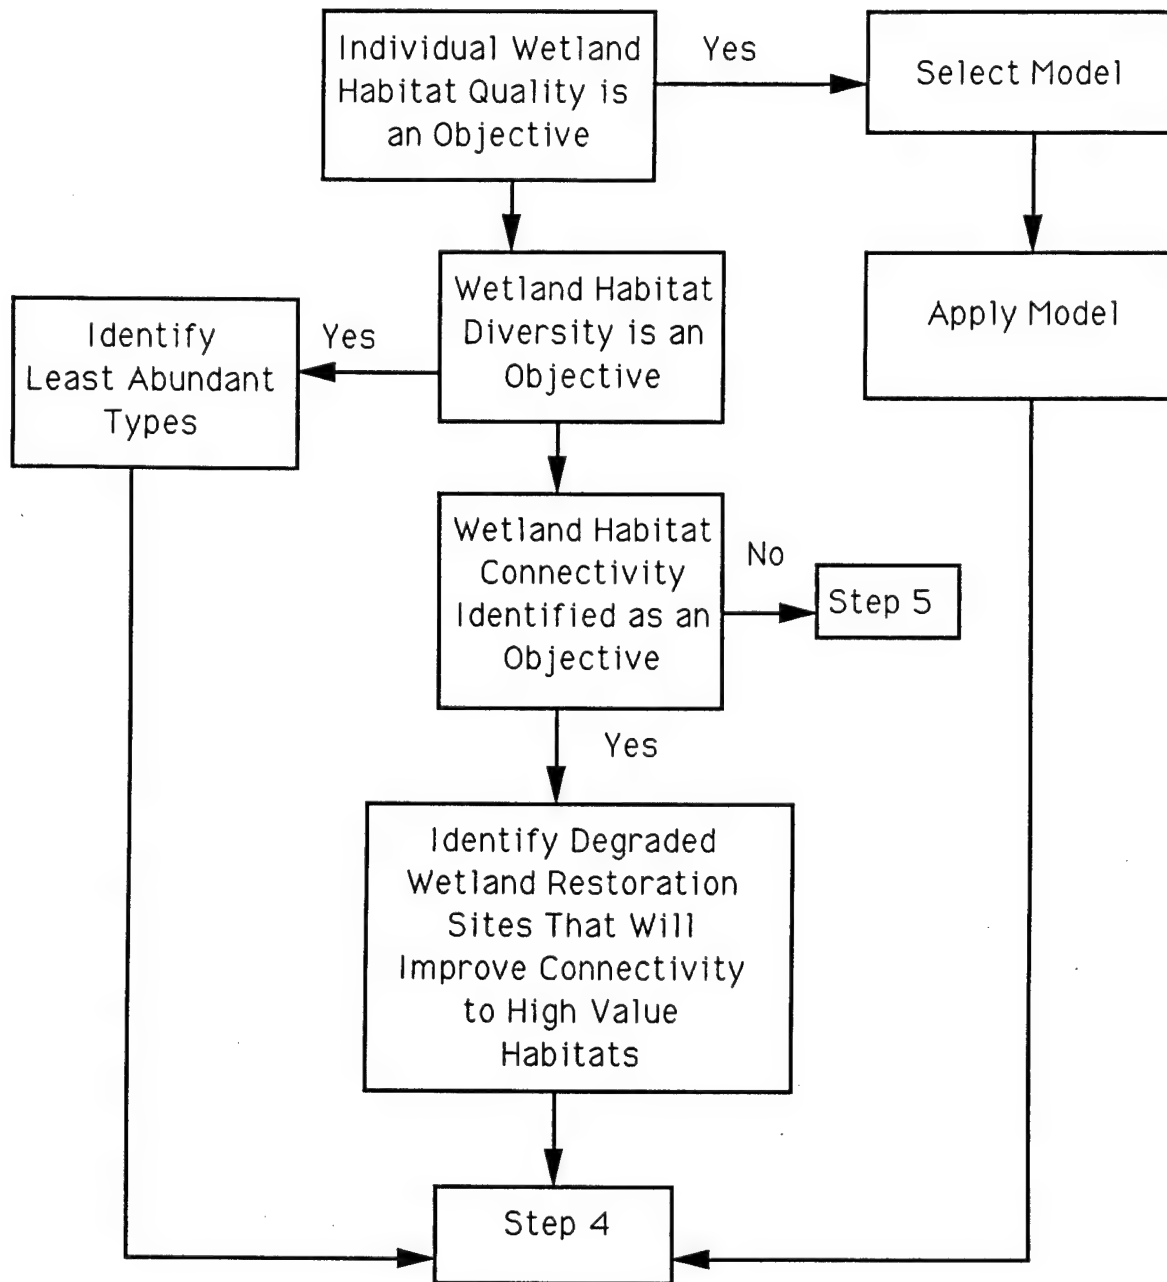 Individual Wetland
Habitat Quality is
an Objective
Yes
Select Model
Wetland Habitat
Diversity is an
Objective
Yes
Identify
Least Abundant
Types
Apply Model
Wetland Habitat
Connectivity
Identified as an
Objective
No
Step 5
Yes
Identify Degraded
Wetland Restoration
Sites That Will
Improve Connectivity
to High Value
Habitats
Step 4